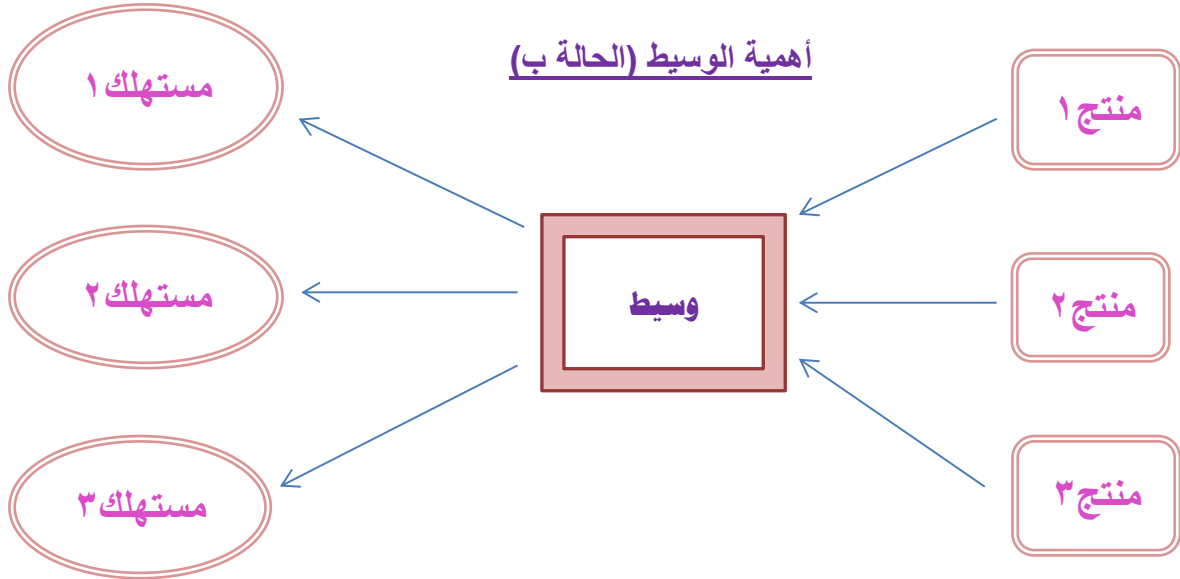 أهمية الوسيط (الحالة ب)
منتج١
مستهلك١
منتج٢
وسيط
مستهلك٢
منتج٣
مستهلك٣